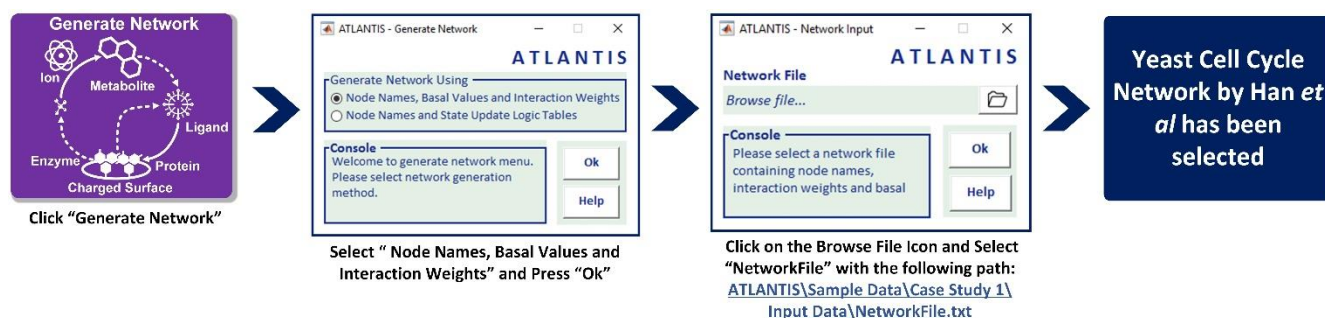 Generate Network
Ion
Metabolite
Ligand
Enzyme
Protein
Charged Surface
Click “Generate Network”
ATLANTIS - Generate Network
ATLANTIS
Generate Network Using
Node Names, Basal Values and Interaction Weights
Node Names and State Update Logic Tables
Console
Welcome to generate network menu.
Please select network generation
method.
Ok
Help
Select “ Node Names, Basal Values and
Interaction Weights” and Press “Ok”
ATLANTIS - Network Input
ATLANTIS
Network File
Browse file...
Console
Please select a network file
containing node names,
interaction weights and basal
Ok
Help
Click on the Browse File Icon and Select
“NetworkFile” with the following path:
ATLANTIS\Sample Data\Case Study 1\
Input Data\NetworkFile.txt
Yeast Cell Cycle
Network by Han et
al has been
selected